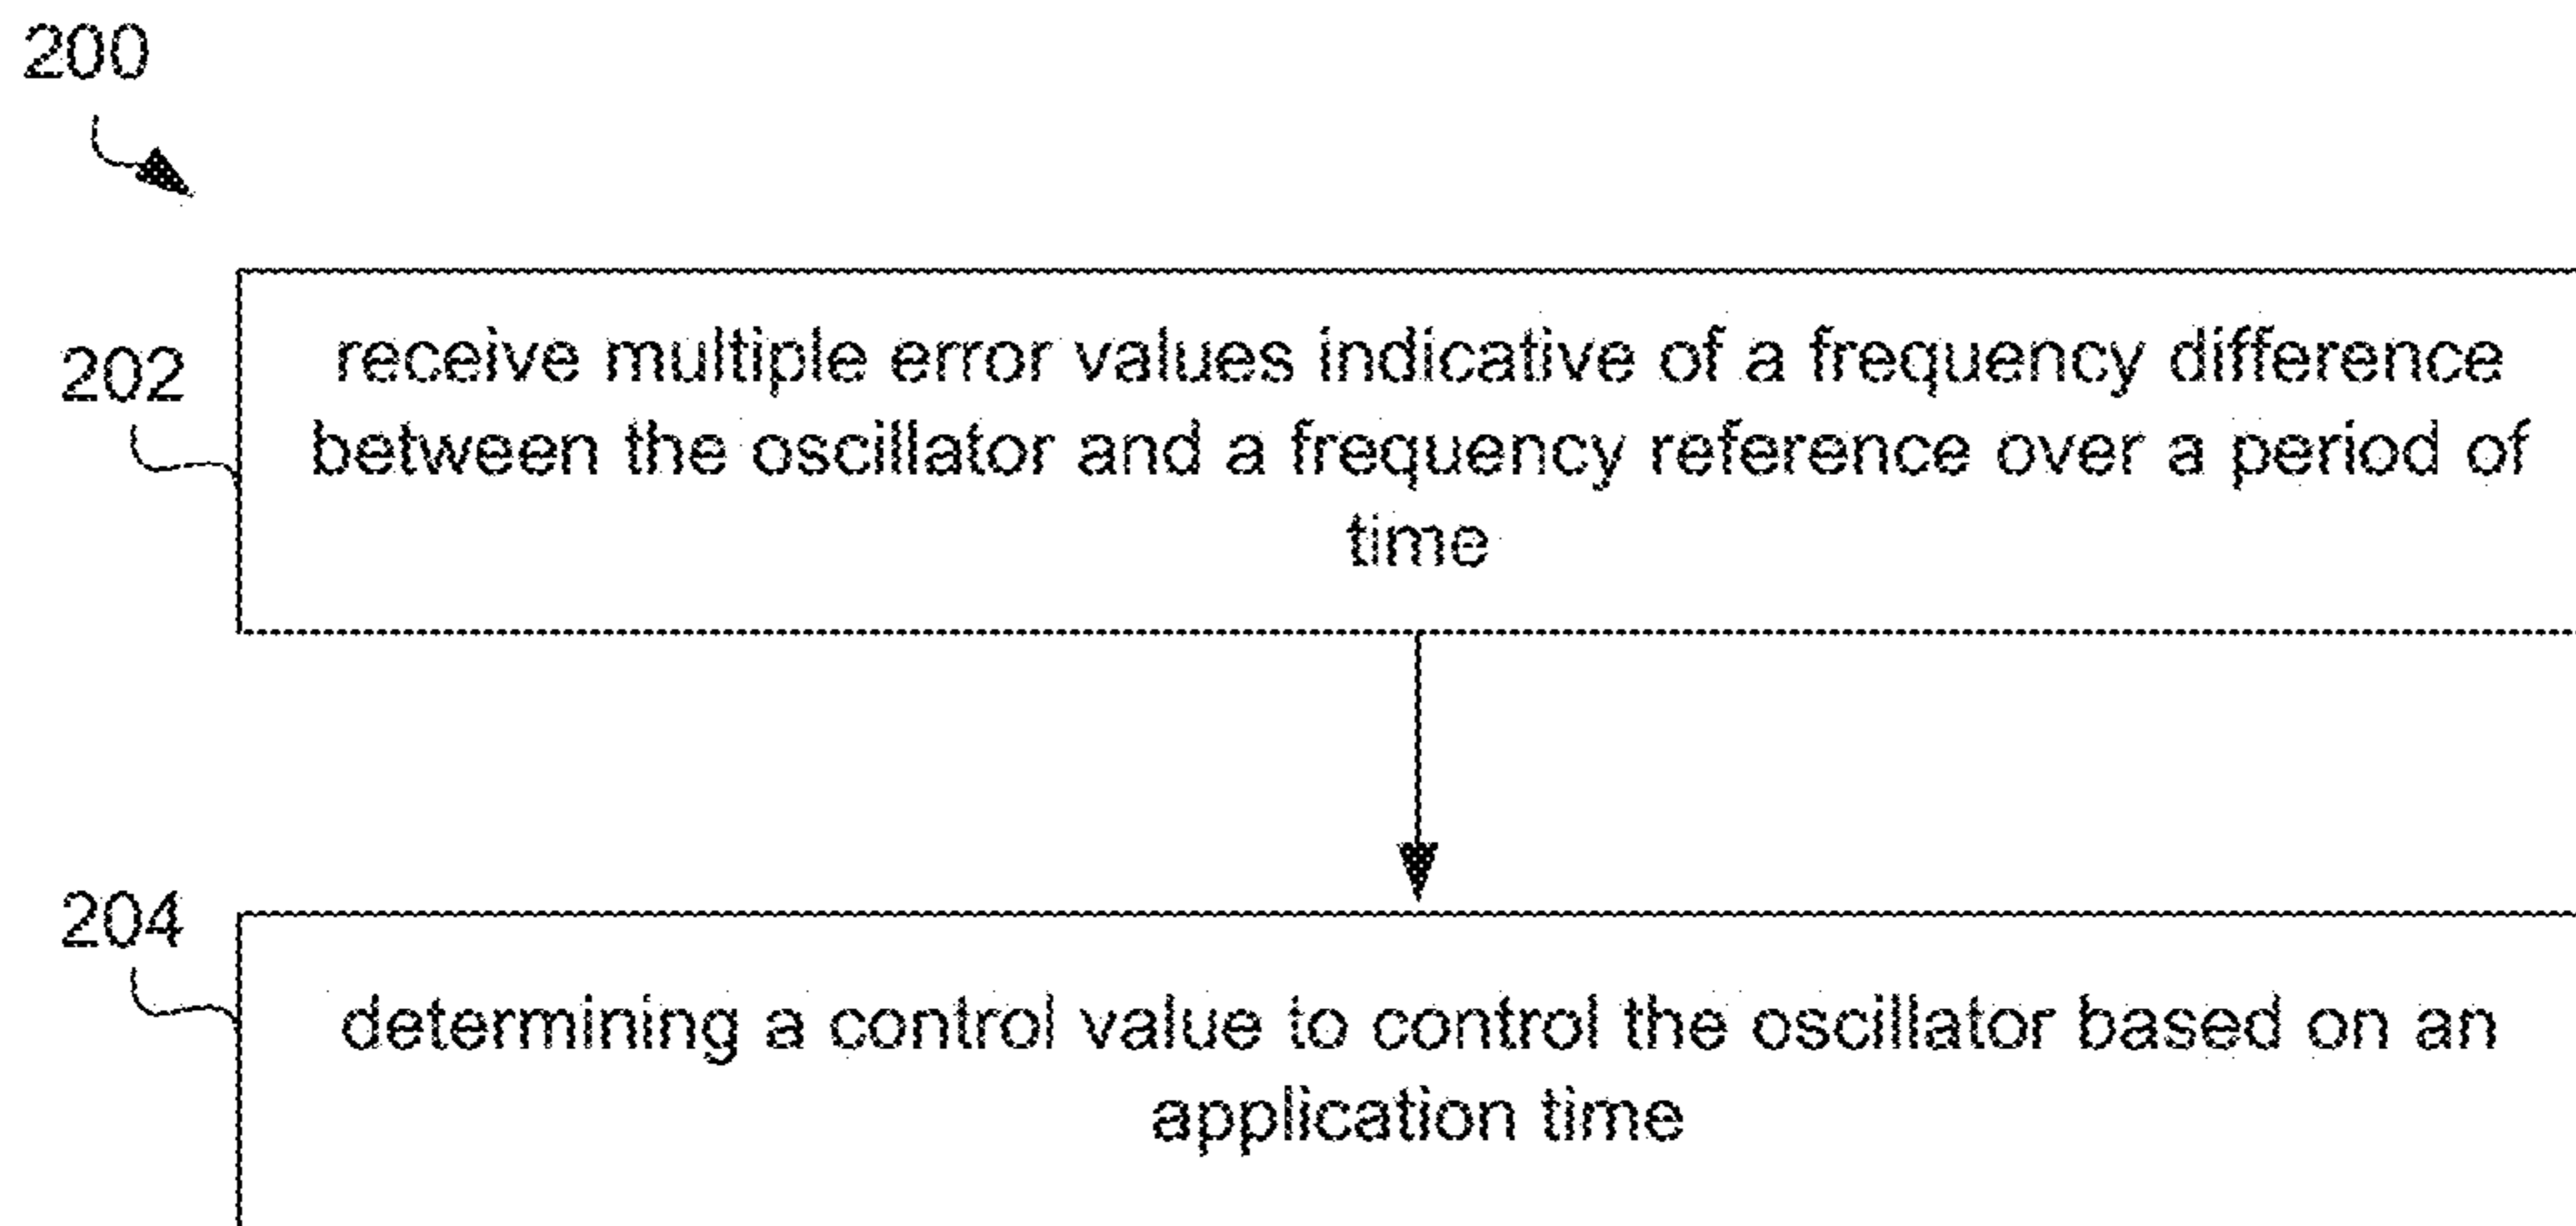 200
202
receive multiple error values indicative of a frequency difference
between the oscillator and a frequency reference over a period of
time
204
determining a control value to control the oscillator based on an
application time